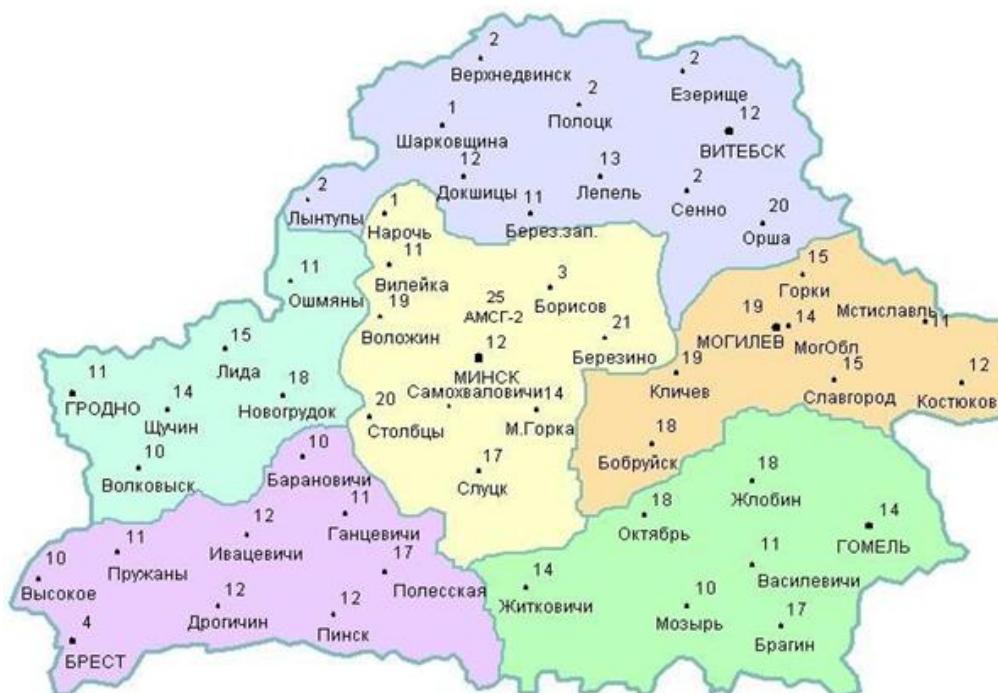 2
Верхнедвинск
2
Езерище
2
Полоцк
1
Шарковщина
12
ВИТЕБСК
12
Докшицы
13
Лепель
2
Сенно
2
Лынтупы
1
Нарочь
11
Берез.зап.
20
Орша
11
Вилейка
11
Ошмяны
3
Борисов
15
Горки
25
АМСГ-2
19
Воложин
19
МОГИЛЕВ
14
МогОбл
Мстиславль
11
21
Березино
15
Лида
12
МИНСК
19
Кличев
15
Славгород
12
Костюков
11
ГРОДНО
14
Щучин
18
Новогрудок
Самохваловичи
20
Столбцы
14
М.Горка
18
Бобруйск
10
Волковыск
10
Барановичи
17
Слуцк
18
Жлобин
11
Ганцевичи
18
Октябрь
14
ГОМЕЛЬ
11
Пружаны
12
Ивацевичи
17
Полесская
11
Василевичи
10
Высокое
14
Житковичи
12
Дрогичин
12
Пинск
10
Мозырь
17
Брагин
4
БРЕСТ